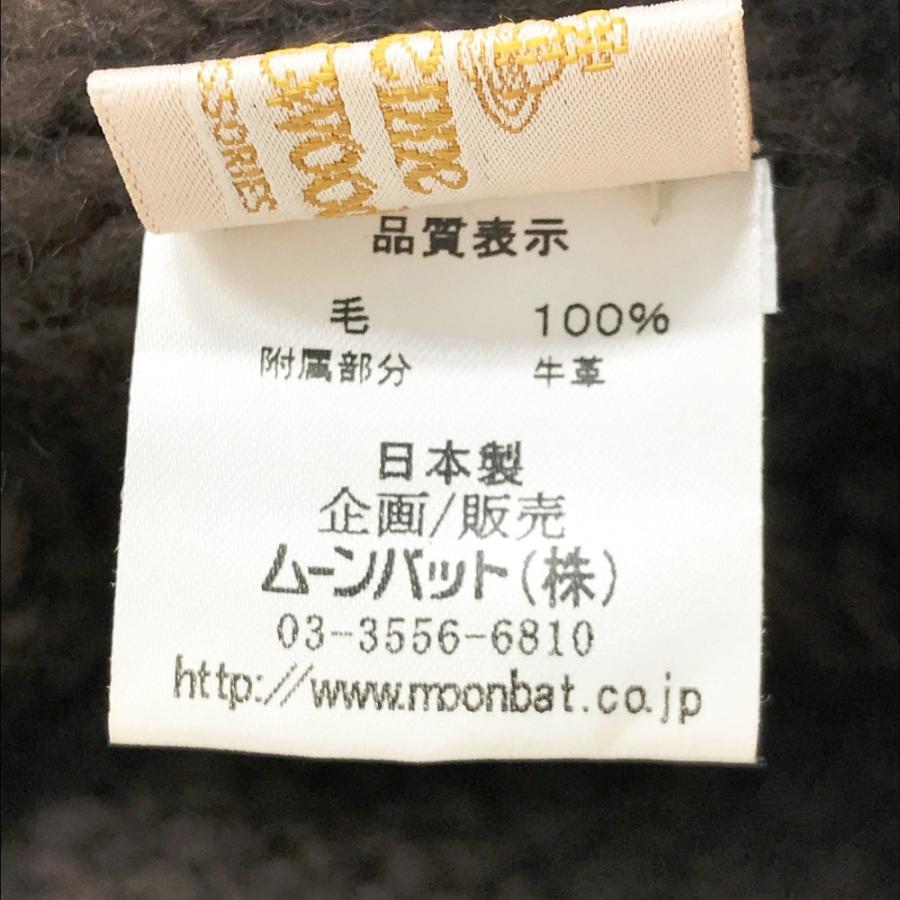 SSORIES
品質表示
毛 100%
附属部分 牛革
日本製
企画/販売
ムーンバット(株)
03-3556-6810
http://www.moonbat.co.jp